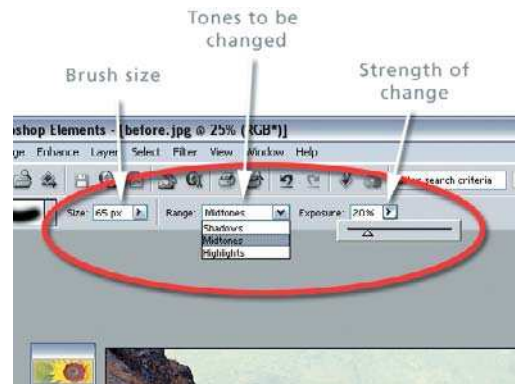 Tones to be
changed
Brush size
Strength of
change
shop Elements - [before.jpg @ 25% (RGB*)]
ge Enhance Layer Select Filter View Window Help
search criteria
Size: 65 px Range: Midtones Exposure: 20%
Shadows
Midtones
Highlights